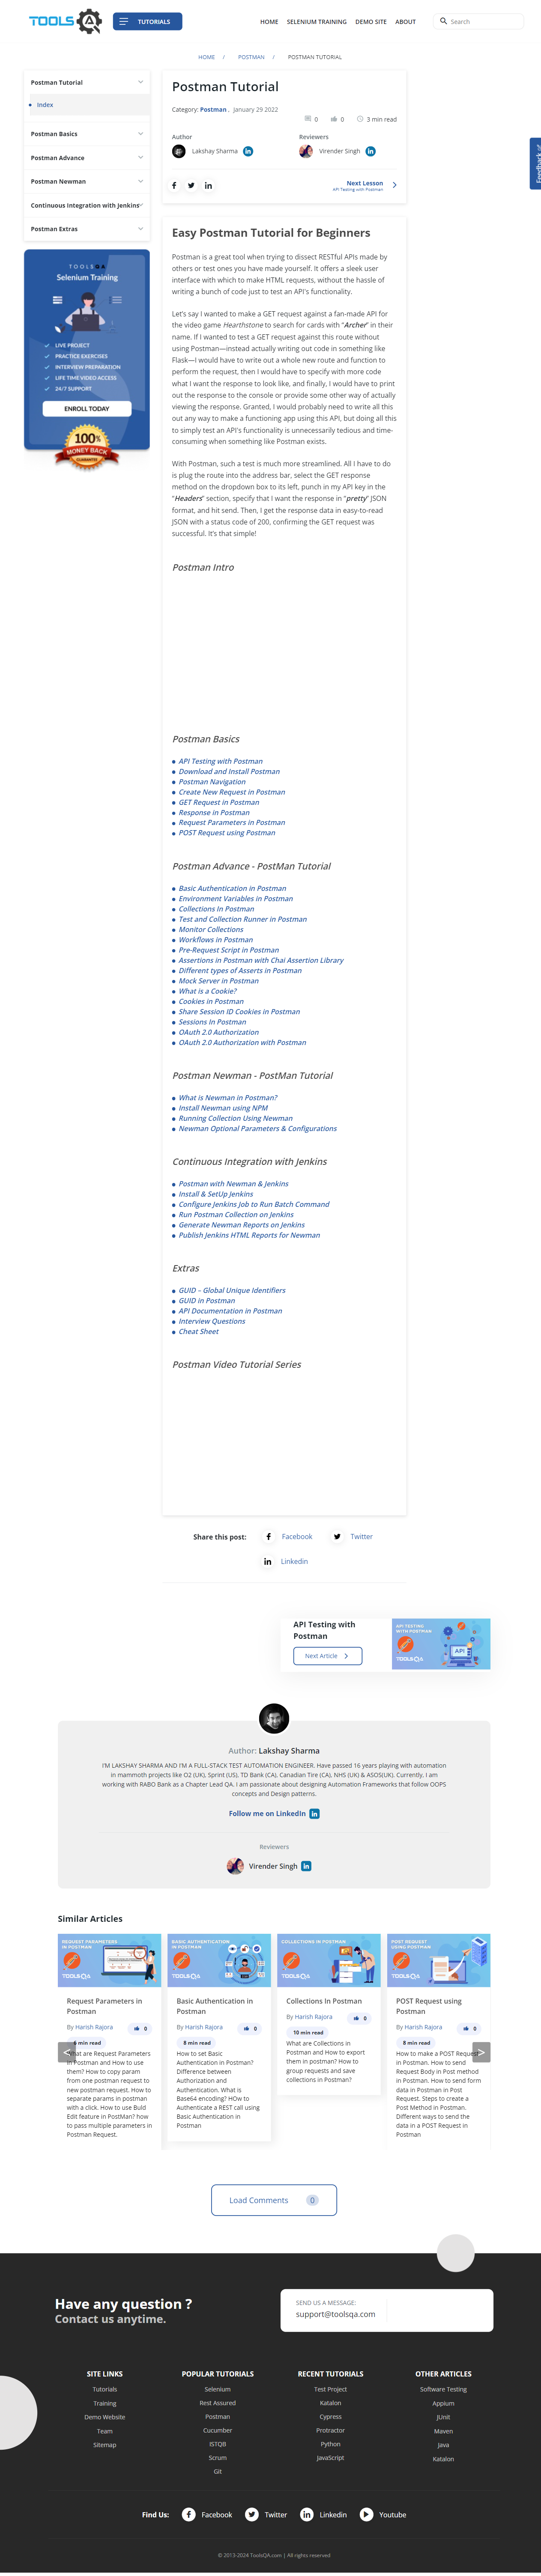 TOOLS QA
TUTORIALS
HOME SELENIUM TRAINING DEMO SITE ABOUT
Search
HOME / POSTMAN / POSTMAN TUTORIAL
Postman Tutorial
Index
Postman Basics
Postman Advance
Postman Newman
Continuous Integration with Jenkins
Postman Extras
TOOLSQA
Selenium Training
LIVE PROJECT
PRACTICE EXERCISES
INTERVIEW PREPARATION
LIFE TIME VIDEO ACCESS
24/7 SUPPORT
ENROLL TODAY
100%
MONEY BACK
Feedback
Postman Tutorial
Category: Postman . January 29 2022
0 0 3 min read
Author
Lakshay Sharma
Reviewers
Virender Singh
Next Lesson
API Testing with Postman
Easy Postman Tutorial for Beginners
Postman is a great tool when trying to dissect RESTful APIs made by
others or test ones you have made yourself. It offers a sleek user
interface with which to make HTML requests, without the hassle of
writing a bunch of code just to test an API's functionality.
Let's say I wanted to make a GET request against a fan-made API for
the video game Hearthstone to search for cards with "Archer" in their
name. If I wanted to test a GET request against this route without
using Postman—instead writing out code in something like
Flask—I would have to write out a whole new route and function to
perform the request, then I would have to specify with more code
what I want the response to look like, and finally, I would have to print
out the response to the console or provide some other way of actually
viewing the response. Granted, I would probably need to write all this
out any way to make a functioning app using this API, but doing all this
to simply test an API's functionality is unnecessarily tedious and time-
consuming when something like Postman exists.
With Postman, such a test is much more streamlined. All I have to do
is plug the route into the address bar, select the GET response
method on the dropdown box to its left, punch in my API key in the
"Headers" section, specify that I want the response in "pretty" JSON
format, and hit send. Then, I get the response data in easy-to-read
JSON with a status code of 200, confirming the GET request was
successful. It's that simple!
Postman Intro
Postman Basics
API Testing with Postman
Download and Install Postman
Postman Navigation
Create New Request in Postman
GET Request in Postman
Response in Postman
Request Parameters in Postman
POST Request using Postman
Postman Advance - PostMan Tutorial
Basic Authentication in Postman
Environment Variables in Postman
Collections In Postman
Test and Collection Runner in Postman
Monitor Collections
Workflows in Postman
Pre-Request Script in Postman
Assertions in Postman with Chai Assertion Library
Different types of Asserts in Postman
Mock Server in Postman
What is a Cookie?
Cookies in Postman
Share Session ID Cookies in Postman
Sessions In Postman
OAuth 2.0 Authorization
OAuth 2.0 Authorization with Postman
Postman Newman - PostMan Tutorial
What is Newman in Postman?
Install Newman using NPM
Running Collection Using Newman
Newman Optional Parameters & Configurations
Continuous Integration with Jenkins
Postman with Newman & Jenkins
Install & SetUp Jenkins
Configure Jenkins Job to Run Batch Command
Run Postman Collection on Jenkins
Generate Newman Reports on Jenkins
Publish Jenkins HTML Reports for Newman
Extras
GUID – Global Unique Identifiers
GUID in Postman
API Documentation in Postman
Interview Questions
Cheat Sheet
Postman Video Tutorial Series
Share this post:
Facebook
Twitter
Linkedin
API Testing with
Postman
Next Article
API TESTING
WITH POSTMAN
API
TOOLSQA
Author: Lakshay Sharma
I'M LAKSHAY SHARMA AND I'M A FULL-STACK TEST AUTOMATION ENGINEER. Have passed 16 years playing with automation
in mammoth projects like O2 (UK), Sprint (US), TD Bank (CA), Canadian Tire (CA), NHS (UK) & ASOS(UK). Currently, I am
working with RABO Bank as a Chapter Lead QA. I am passionate about designing Automation Frameworks that follow OOPS
concepts and Design patterns.
Follow me on LinkedIn
Reviewers
Virender Singh
Similar Articles
REQUEST PARAMETERS
IN POSTMAN
TOOLSQA
Request Parameters in
Postman
By Harish Rajora
0
6 min read
What are Request Parameters
in Postman and How to use
them? How to copy param
from one postman request to
new postman request. How to
separate params in postman
with a click. How to use Buld
Edit feature in PostMan? how
to pass multiple parameters in
Postman Request.
BASIC AUTHENTICATION
IN POSTMAN
TOOLSQA
Basic Authentication in
Postman
By Harish Rajora
0
8 min read
How to set Basic
Authentication in Postman?
Difference between
Authorization and
Authentication. What is
Base64 encoding? HOw to
Authenticate a REST call using
Basic Authentication in
Postman
COLLECTIONS IN POSTMAN
TOOLSQA
Collections In Postman
By Harish Rajora
0
10 min read
What are Collections in
Postman and How to export
them in postman? How to
group requests and save
collections in Postman?
POST REQUEST
USING POSTMAN
TOOLSQA
POST Request using
Postman
By Harish Rajora
0
8 min read
How to make a POST Request
in Postman. How to send
Request Body in Post method
in Postman. How to send form
data in Postman in Post
Request. Steps to create a
Post Method in Postman.
Different ways to send the
data in a POST Request in
Postman
<
>
Load Comments 0
Have any question ?
Contact us anytime.
SEND US A MESSAGE:
support@toolsqa.com
SITE LINKS
Tutorials
Training
Demo Website
Team
Sitemap
POPULAR TUTORIALS
Selenium
Rest Assured
Postman
Cucumber
ISTQB
Scrum
Git
RECENT TUTORIALS
Test Project
Katalon
Cypress
Protractor
Python
JavaScript
OTHER ARTICLES
Software Testing
Appium
JUnit
Maven
Java
Katalon
Find Us: Facebook Twitter Linkedin Youtube
© 2013-2024 ToolsQA.com | All rights reserved